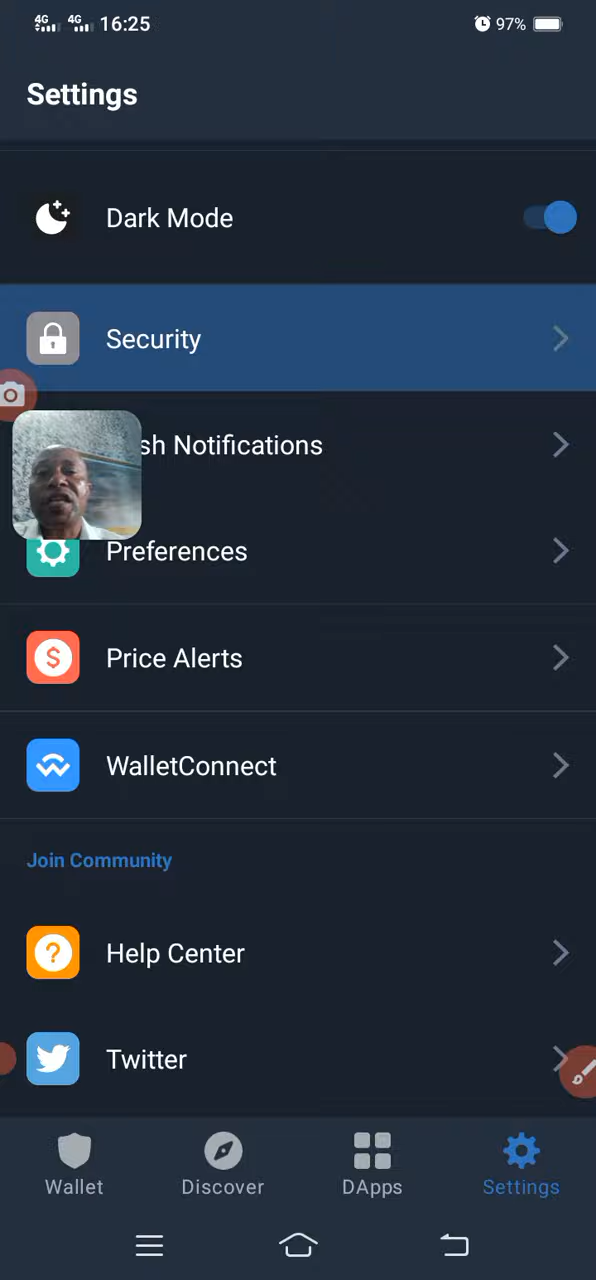 4G 4G 16:25 97%
Settings
Dark Mode
Security
sh Notifications
Preferences
Price Alerts
WalletConnect
Join Community
Help Center
Twitter
Wallet Discover DApps Settings